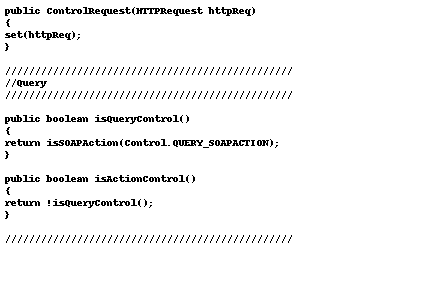 public ControlRequest(HTTPRequest httpReq)
{
set(httpReq);
}
////////////////////////////////////////////////
//Query
////////////////////////////////////////////////
public boolean isQueryControl()
{
return isSOAPAction(Control.QUERY_SOAPACTION);
}
public boolean isActionControl()
{
return !isQueryControl();
}
////////////////////////////////////////////////